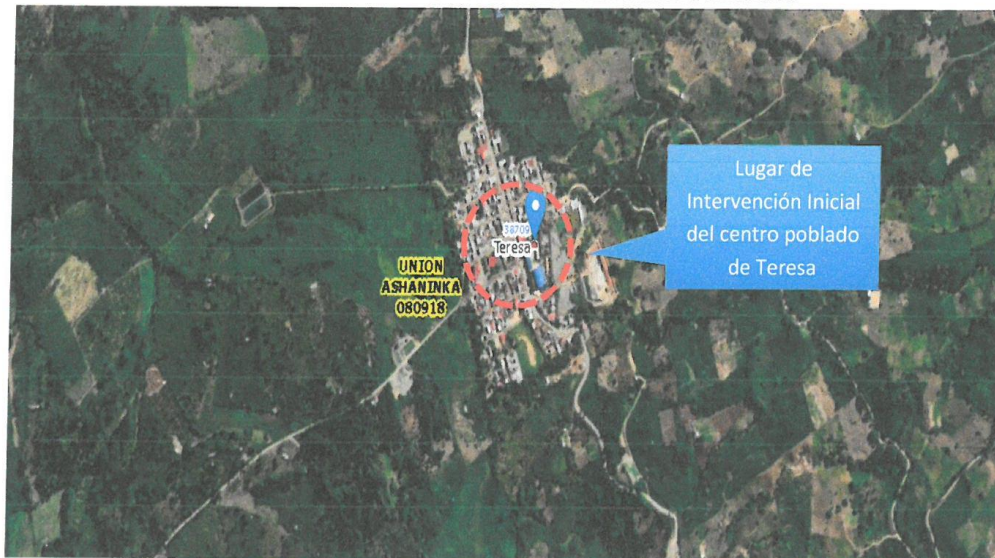 38709
Teresa
UNION
ASHANINKA
080918
Lugar de
Intervención Inicial
del centro poblado
de Teresa